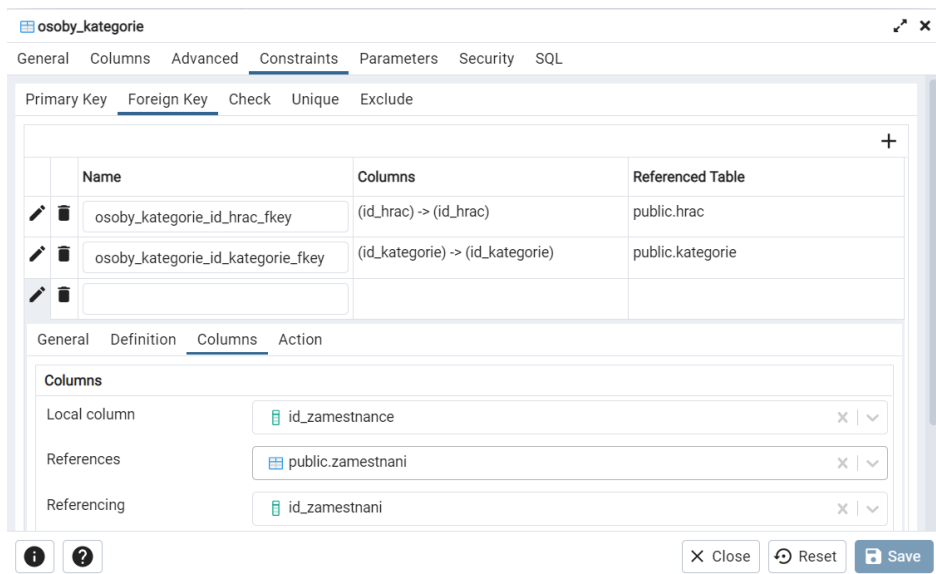 osoby_kategorie
General Columns Advanced Constraints Parameters Security SQL
Primary Key Foreign Key Check Unique Exclude
Name Columns Referenced Table
osoby_kategorie_id_hrac_fkey (id_hrac) -> (id_hrac) public.hrac
osoby_kategorie_id_kategorie_fkey (id_kategorie) -> (id_kategorie) public.kategorie
General Definition Columns Action
Columns
Local column id_zamestnance
References public.zamestnani
Referencing id_zamestnani
Close Reset Save